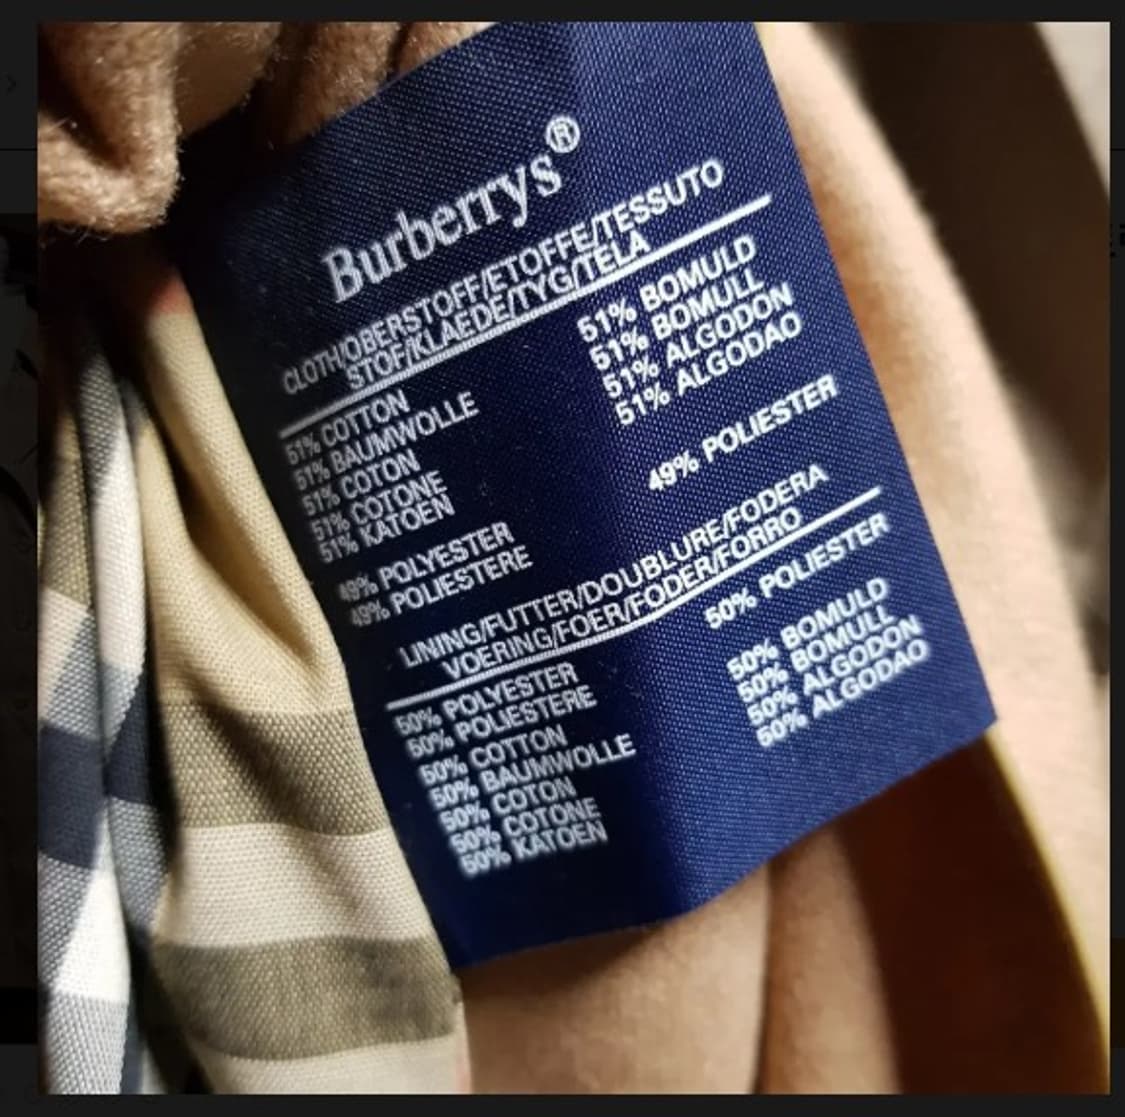 Burberrys®
CLOTH/OBERSTOFF/ETOFFE/TESSUTO
STOF/KLAEDE/TYG/TELA
51% COTTON
51% BAUMWOLLE
51% COTON
51% COTONE
51% KATOEN
51% BOMULD
51% BOMULL
51% ALGODON
51% ALGODAO
49% POLYESTER
49% POLIESTERE
49% POLIESTER
LINING/FUTTER/DOUBLURE/FODERA
VOERING/FOER/FODER/FORRO
50% POLYESTER
50% POLIESTERE
50% POLIESTER
50% COTTON
50% BAUMWOLLE
50% COTON
50% COTONE
50% KATOEN
50% BOMULD
50% BOMULL
50% ALGODON
50% ALGODAO